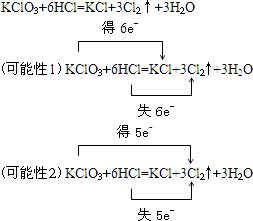 KClO₃+6HCl=KCl+3Cl₂↑+3H₂O
得 6e⁻
(可能性1) KClO₃+6HCl=KCl+3Cl₂↑+3H₂O
失 6e⁻
得 5e⁻
(可能性2) KClO₃+6HCl=KCl+3Cl₂↑+3H₂O
失 5e⁻